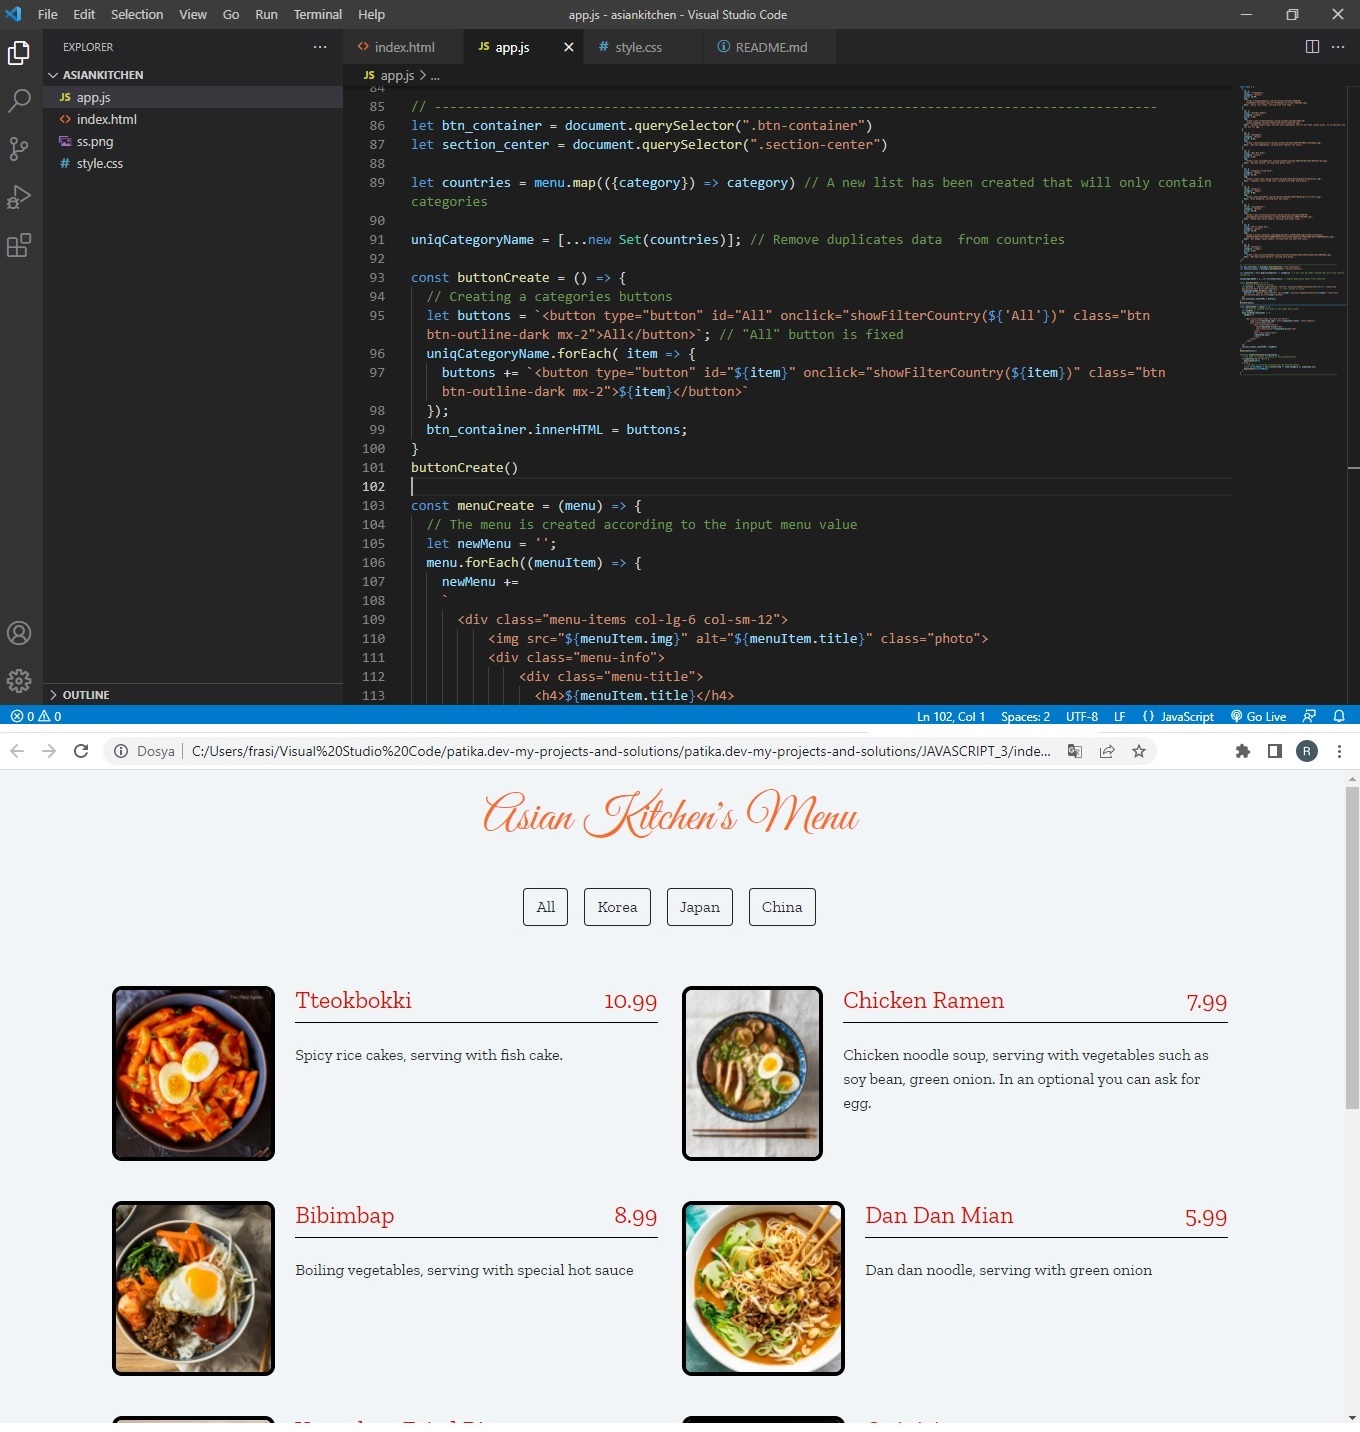 File Edit Selection View Go Run Terminal Help app.js - asiankitchen - Visual Studio Code
EXPLORER
index.html
JS app.js
# style.css
README.md
ASIANKITCHEN
JS app.js
index.html
ss.png
# style.css
OUTLINE
JS app.js > ...
84
85 // ----------------------------------------------------------------------------------------------
86 let btn_container = document.querySelector(".btn-container")
87 let section_center = document.querySelector(".section-center")
88
89 let countries = menu.map(({category}) => category) // A new list has been created that will only contain
categories
90
91 uniqCategoryName = [...new Set(countries)]; // Remove duplicates data  from countries
92
93 const buttonCreate = () => {
94 // Creating a categories buttons
95 let buttons = `<button type="button" id="All" onclick="showFilterCountry(${'All'})" class="btn
btn-outline-dark mx-2">All</button>`; // "All" button is fixed
96 uniqCategoryName.forEach( item => {
97 buttons += `<button type="button" id="${item}" onclick="showFilterCountry(${item})" class="btn
btn-outline-dark mx-2">${item}</button>`
98 });
99 btn_container.innerHTML = buttons;
100 }
101 buttonCreate()
102
103 const menuCreate = (menu) => {
104 // The menu is created according to the input menu value
105 let newMenu = '';
106 menu.forEach((menuItem) => {
107 newMenu +=
108 `
109 <div class="menu-items col-lg-6 col-sm-12">
110 <img src="${menuItem.img}" alt="${menuItem.title}" class="photo">
111 <div class="menu-info">
112 <div class="menu-title">
113 <h4>${menuItem.title}</h4>
0 0 Ln 102, Col 1 Spaces: 2 UTF-8 LF {} JavaScript Go Live
Dosya | C:/Users/frasi/Visual%20Studio%20Code/patika.dev-my-projects-and-solutions/patika.dev-my-projects-and-solutions/JAVASCRIPT_3/inde... R
Asian Kitchen's Menu
All Korea Japan China
Tteokbokki 10.99
Spicy rice cakes, serving with fish cake.
Chicken Ramen 7.99
Chicken noodle soup, serving with vegetables such as
soy bean, green onion. In an optional you can ask for
egg.
Bibimbap 8.99
Boiling vegetables, serving with special hot sauce
Dan Dan Mian 5.99
Dan dan noodle, serving with green onion